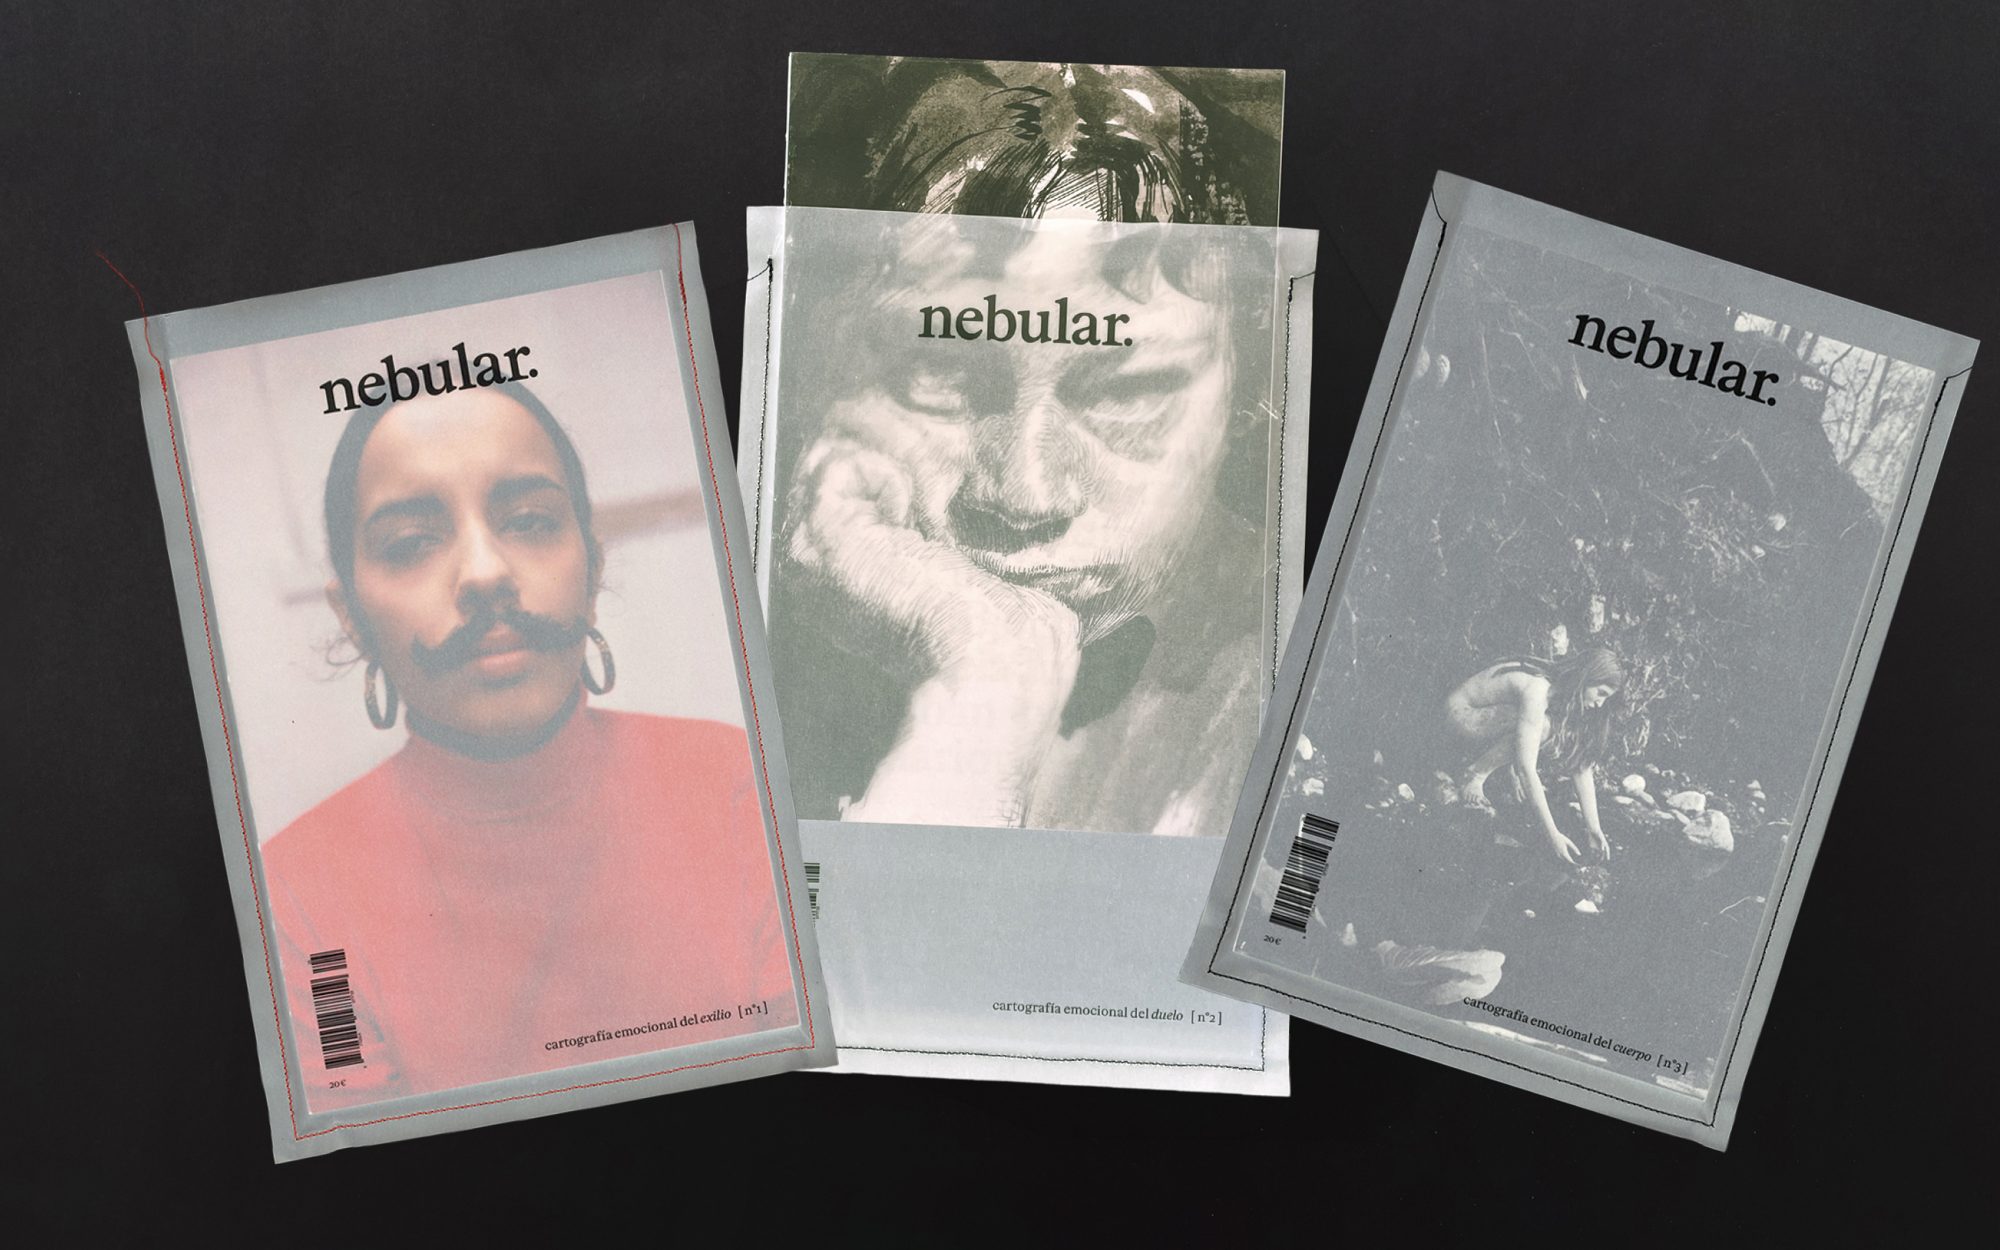 nebular.
20€
cartografía emocional del exilio [n°1]
nebular.
cartografía emocional del duelo [n°2]
nebular.
20€
cartografía emocional del cuerpo [n°3]